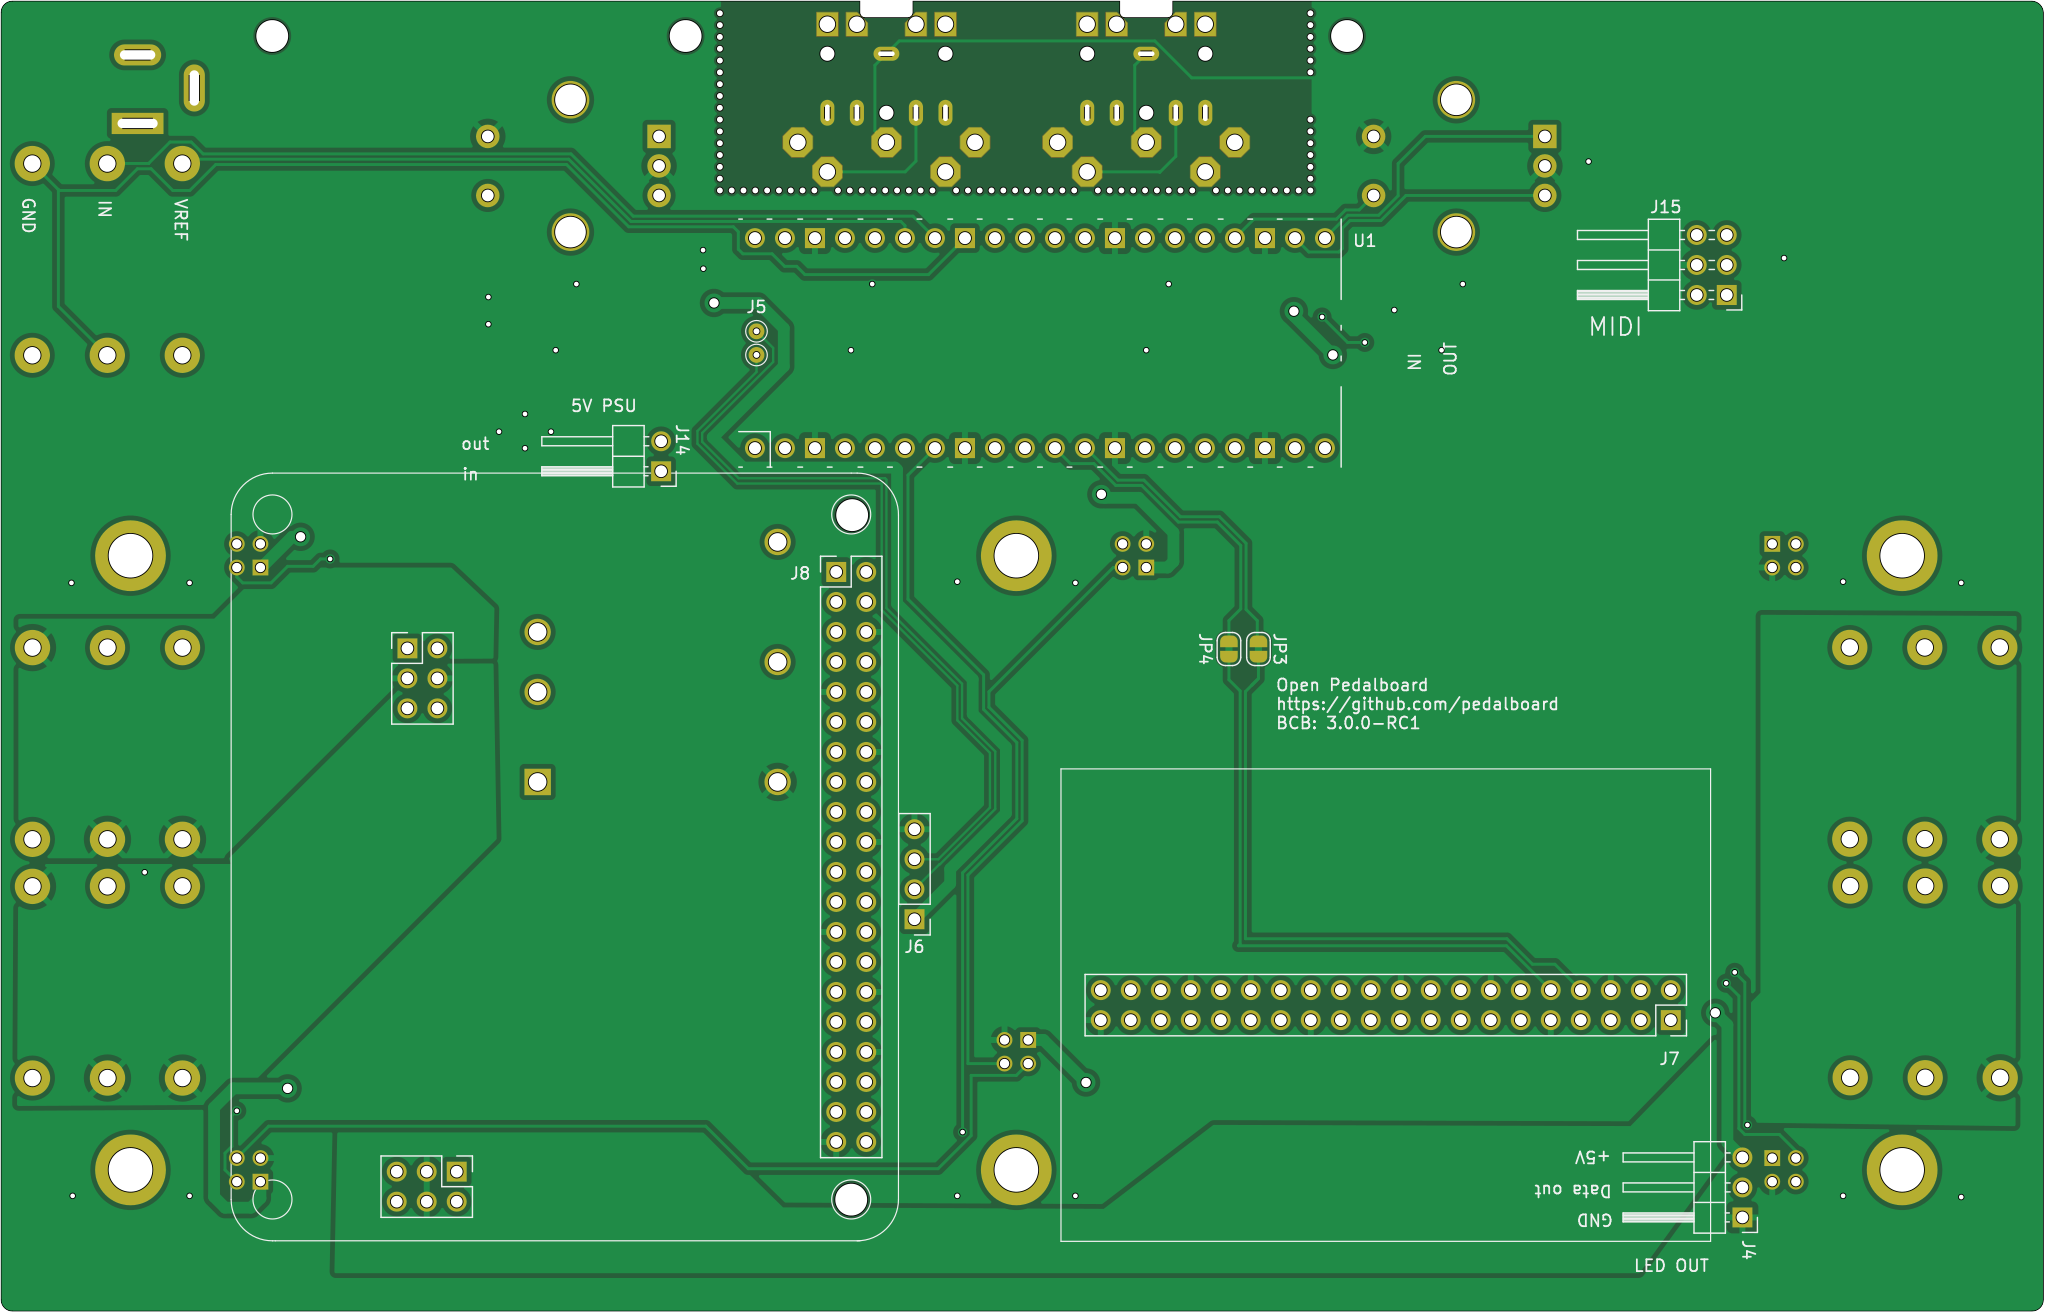 GND
IN
VREF
J15
U1
MIDI
J5
IN
OUT
5V PSU
out
J14
in
J8
JP4
JP3
Open Pedalboard
https://github.com/pedalboard
BCB: 3.0.0-RC1
J6
J7
+5V
Data out
GND
J4
LED OUT